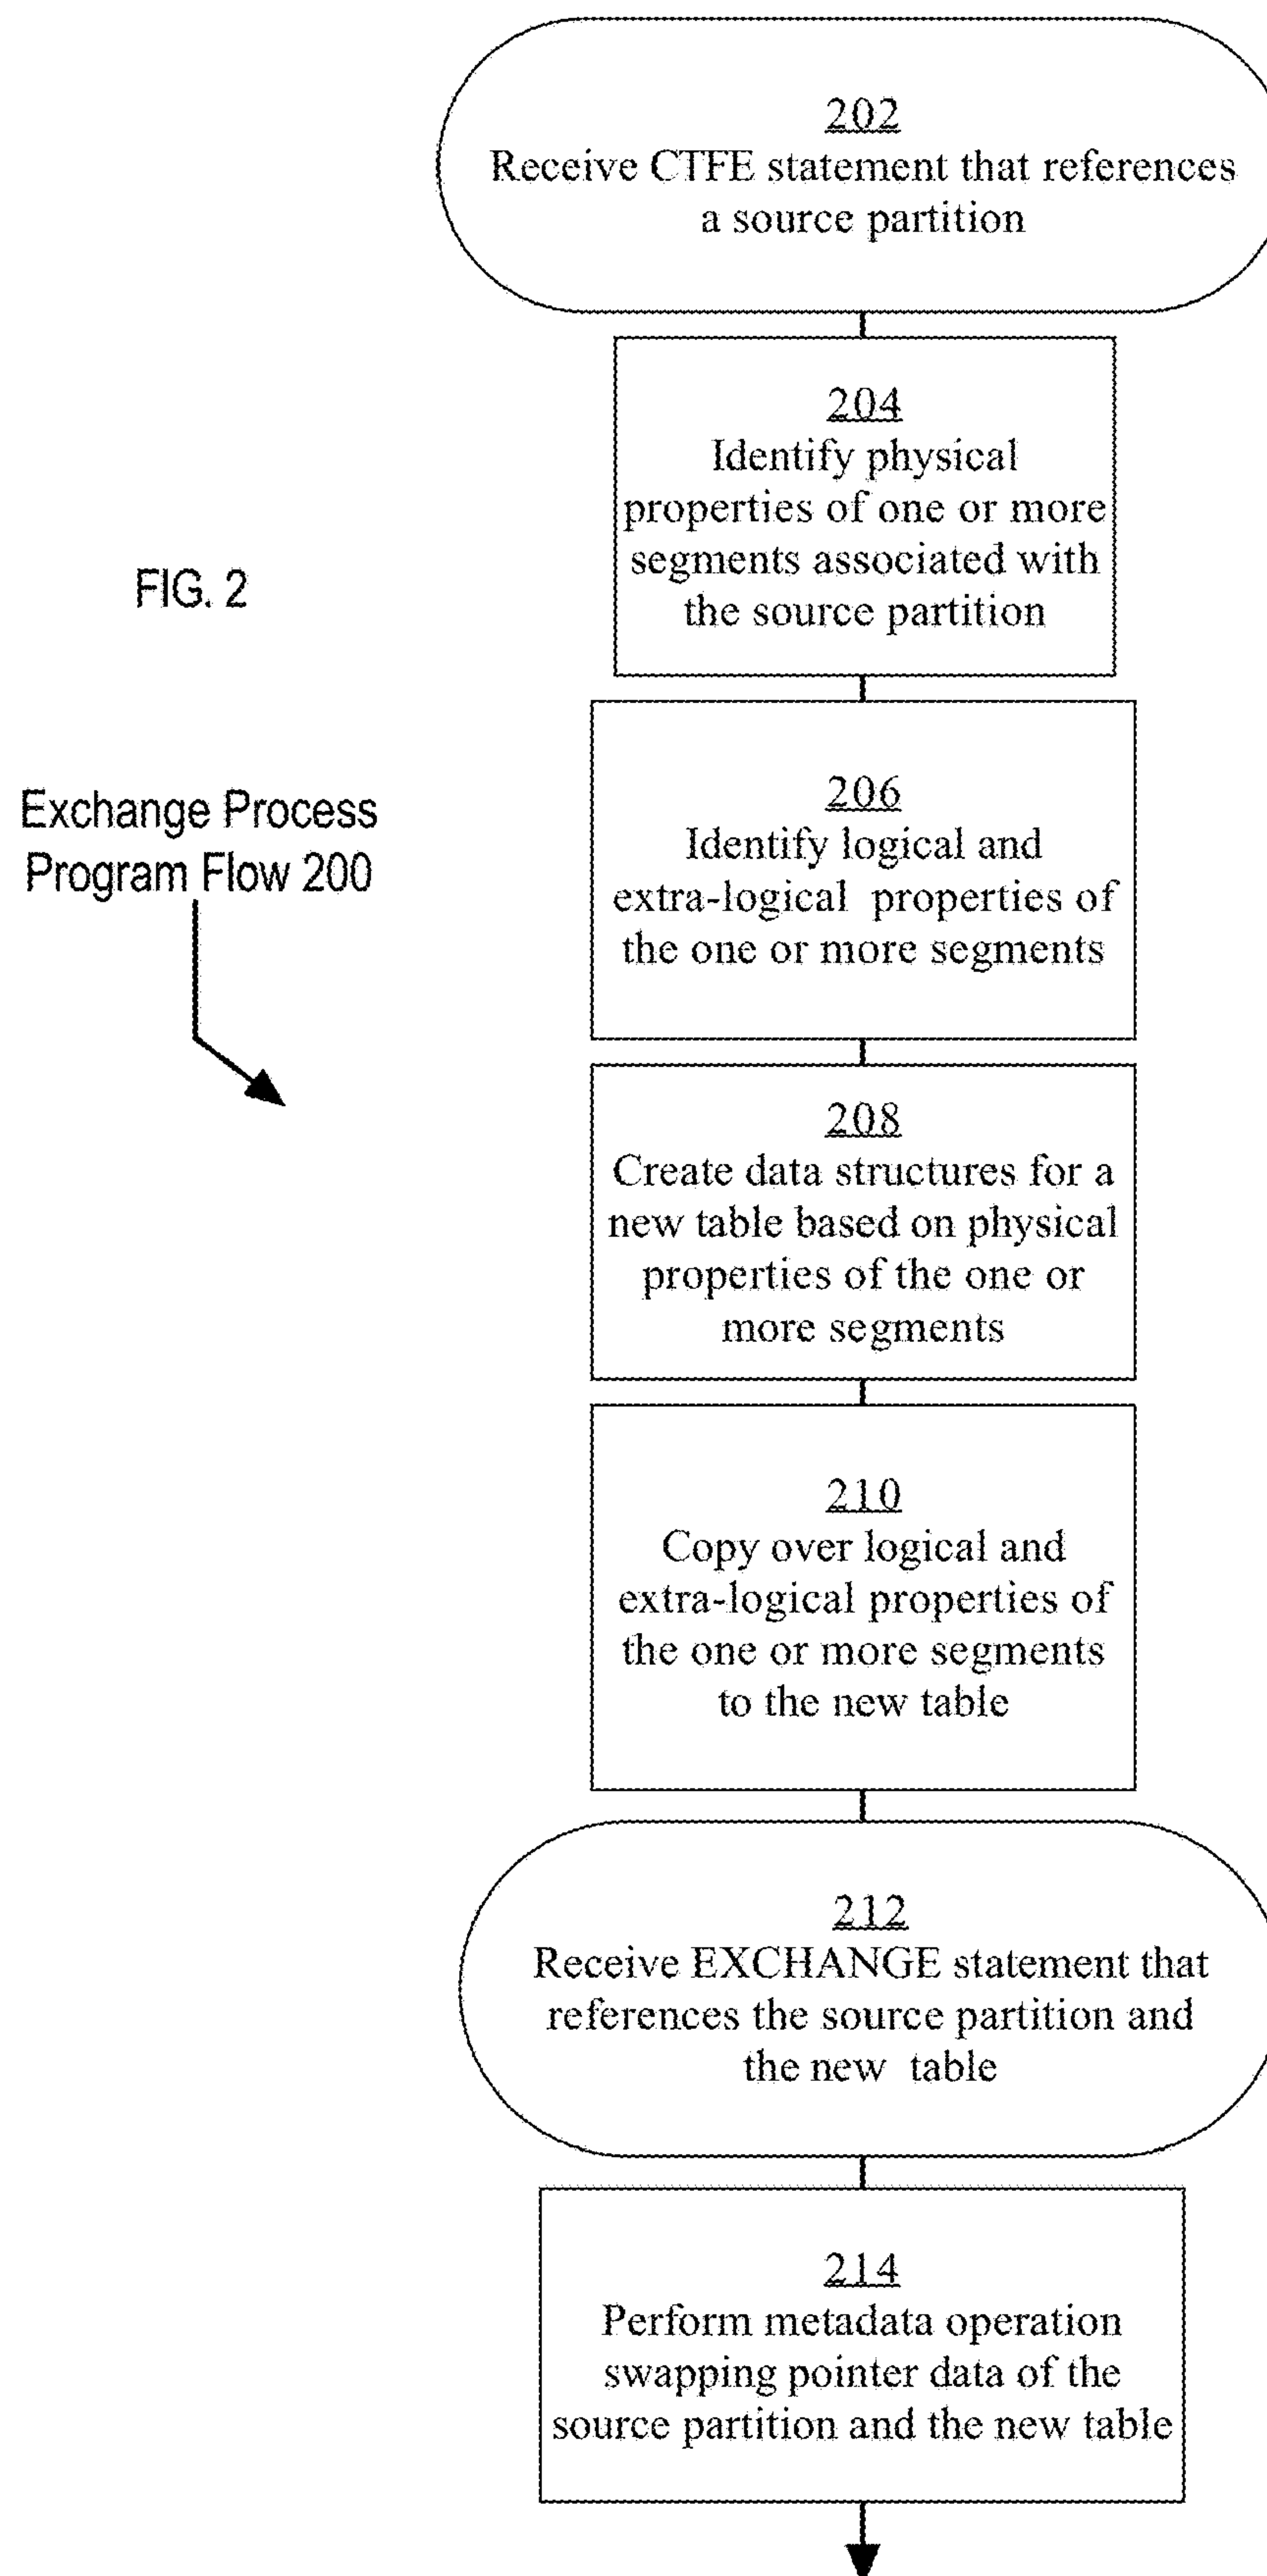 202
Receive CTFE statement that references
a source partition
204
Identify physical
properties of one or more
segments associated with
the source partition
FIG. 2
Exchange Process
Program Flow 200
206
Identify logical and
extra-logical properties of
the one or more segments
208
Create data structures for a
new table based on physical
properties of the one or
more segments
210
Copy over logical and
extra-logical properties of
the one or more segments
to the new table
212
Receive EXCHANGE statement that
references the source partition and
the new table
214
Perform metadata operation
swapping pointer data of the
source partition and the new table